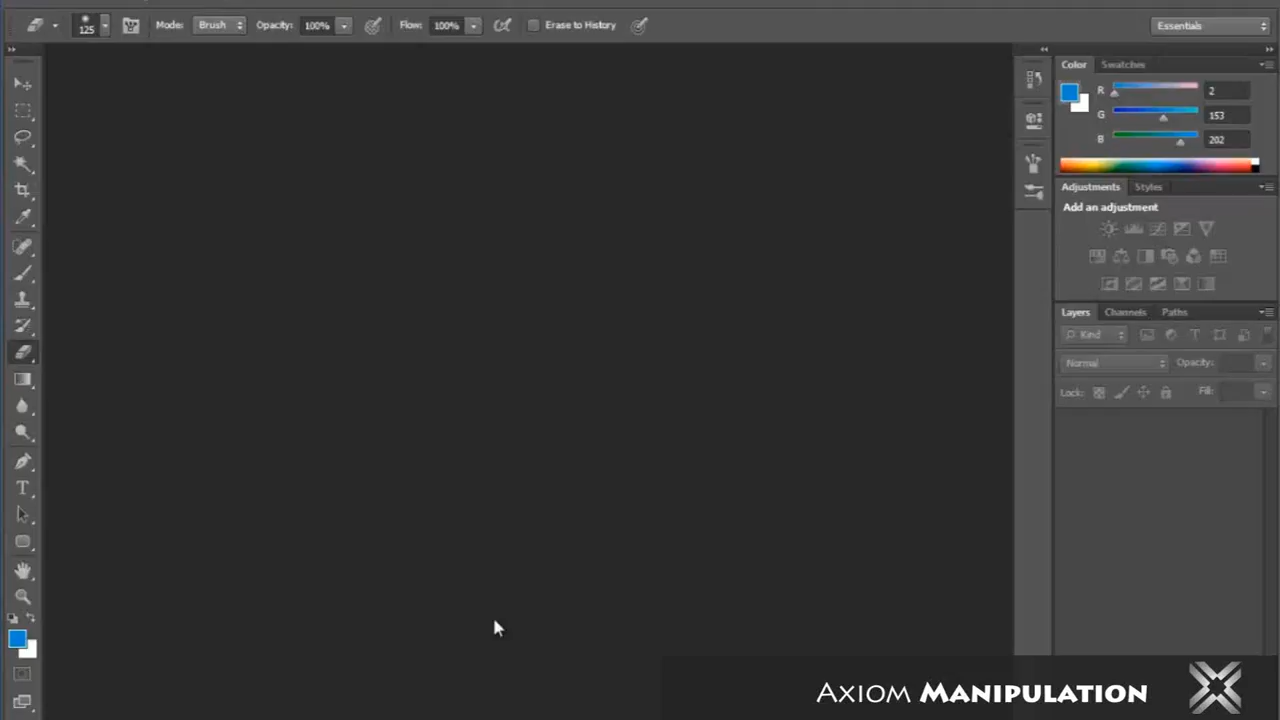 125 Mode: Brush Opacity: 100% Flow: 100% Erase to History Essentials
Color Swatches
R 2
G 153
B 202
Adjustments Styles
Add an adjustment
Layers Channels Paths
Kind
Normal Opacity:
Lock: Fill:
Axiom Manipulation